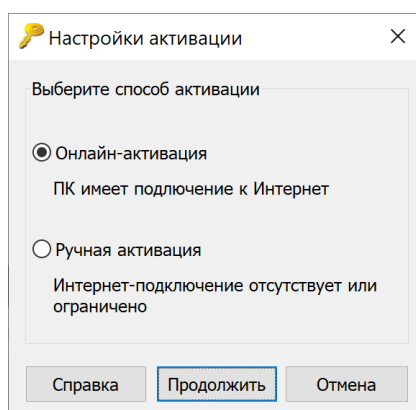 Настройки активации
Выберите способ активации
Онлайн-активация
ПК имеет подлючение к Интернет
Ручная активация
Интернет-подключение отсутствует или
ограничено
Справка Продолжить Отмена